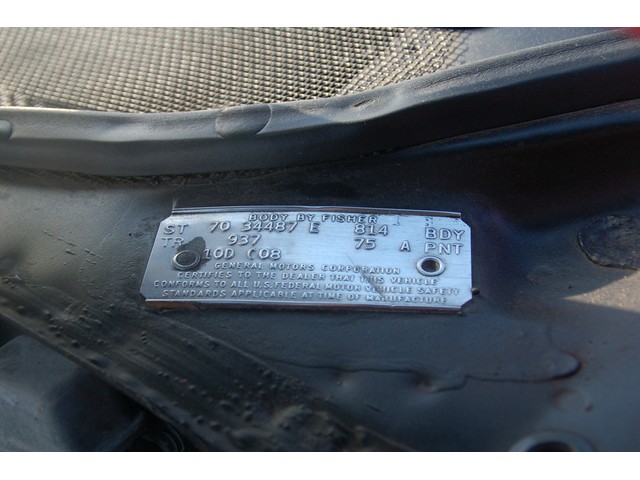 BODY BY FISHER
ST 70 34487 E 814 BDY
TR 937 75 A PNT
10D C08
GENERAL MOTORS CORPORATION
CERTIFIES TO THE DEALER THAT THIS VEHICLE
CONFORMS TO ALL U.S. FEDERAL MOTOR VEHICLE SAFETY
STANDARDS APPLICABLE AT TIME OF MANUFACTURE